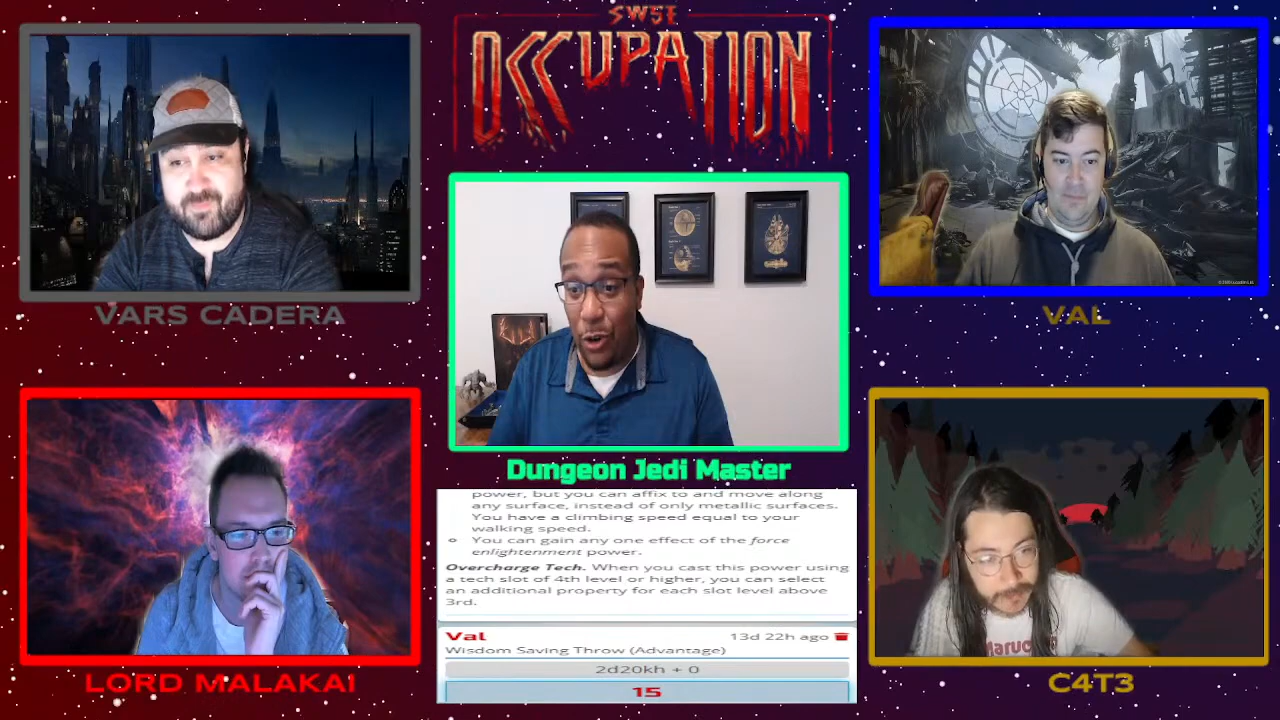 SW5E
OCCUPATION
VARS CADERA
VAL
Dungeon Jedi Master
power, but you can affix to and move along
any surface, instead of only metallic surfaces.
You have a climbing speed equal to your
walking speed.
You can gain any one effect of the force
enlightenment power.
Overcharge Tech. When you cast this power using
a tech slot of 4th level or higher, you can select
an additional property for each slot level above
3rd.
Val 13d 22h ago
Wisdom Saving Throw (Advantage)
2d20kh + 0
15
LORD MALAKAI
C4T3